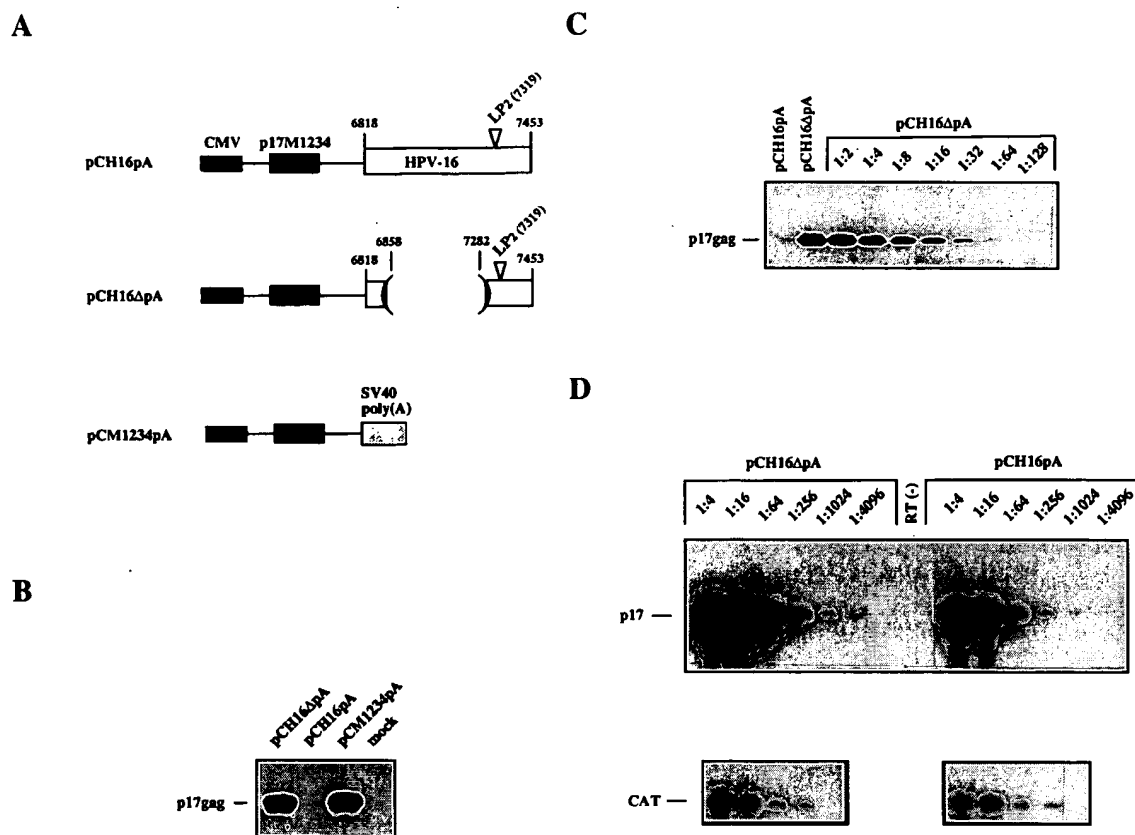 A
CMV p17M1234 6818 LP2 (7319) 7453
pCH16pA HPV-16
6818 6858 7282 LP2 (7319) 7453
pCH16ΔpA
SV40
poly(A)
pCM1234pA
B
pCH16ΔpA pCH16pA pCM1234pA mock
p17gag
C
pCH16pA pCH16ΔpA pCH16ΔpA
1:2 1:4 1:8 1:16 1:32 1:64 1:128
p17gag
D
pCH16ΔpA RT (-) pCH16pA
1:4 1:16 1:64 1:256 1:1024 1:4096 1:4 1:16 1:64 1:256 1:1024 1:4096
p17
CAT